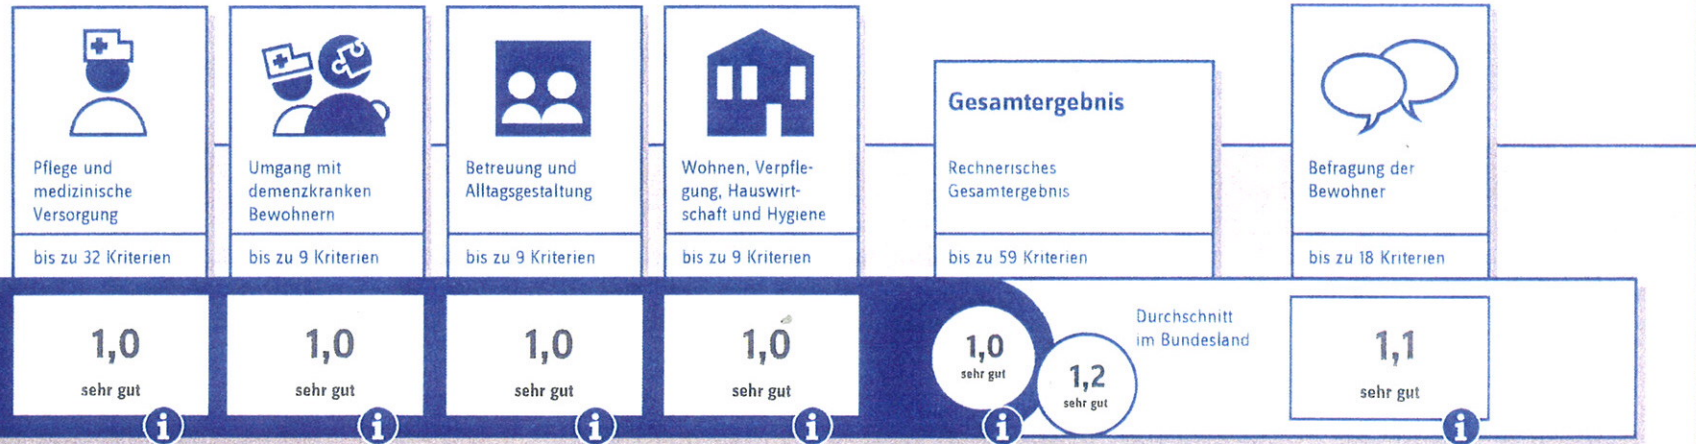 Pflege und
medizinische
Versorgung
bis zu 32 Kriterien
1,0
sehr gut
Umgang mit
demenzkranken
Bewohnern
bis zu 9 Kriterien
1,0
sehr gut
Betreuung und
Alltagsgestaltung
bis zu 9 Kriterien
1,0
sehr gut
Wohnen, Verpfle-
gung, Hauswirt-
schaft und Hygiene
bis zu 9 Kriterien
1,0
sehr gut
Gesamtergebnis
Rechnerisches
Gesamtergebnis
bis zu 59 Kriterien
1,0
sehr gut
1,2
sehr gut
Durchschnitt
im Bundesland
Befragung der
Bewohner
bis zu 18 Kriterien
1,1
sehr gut
i
i
i
i
i
i